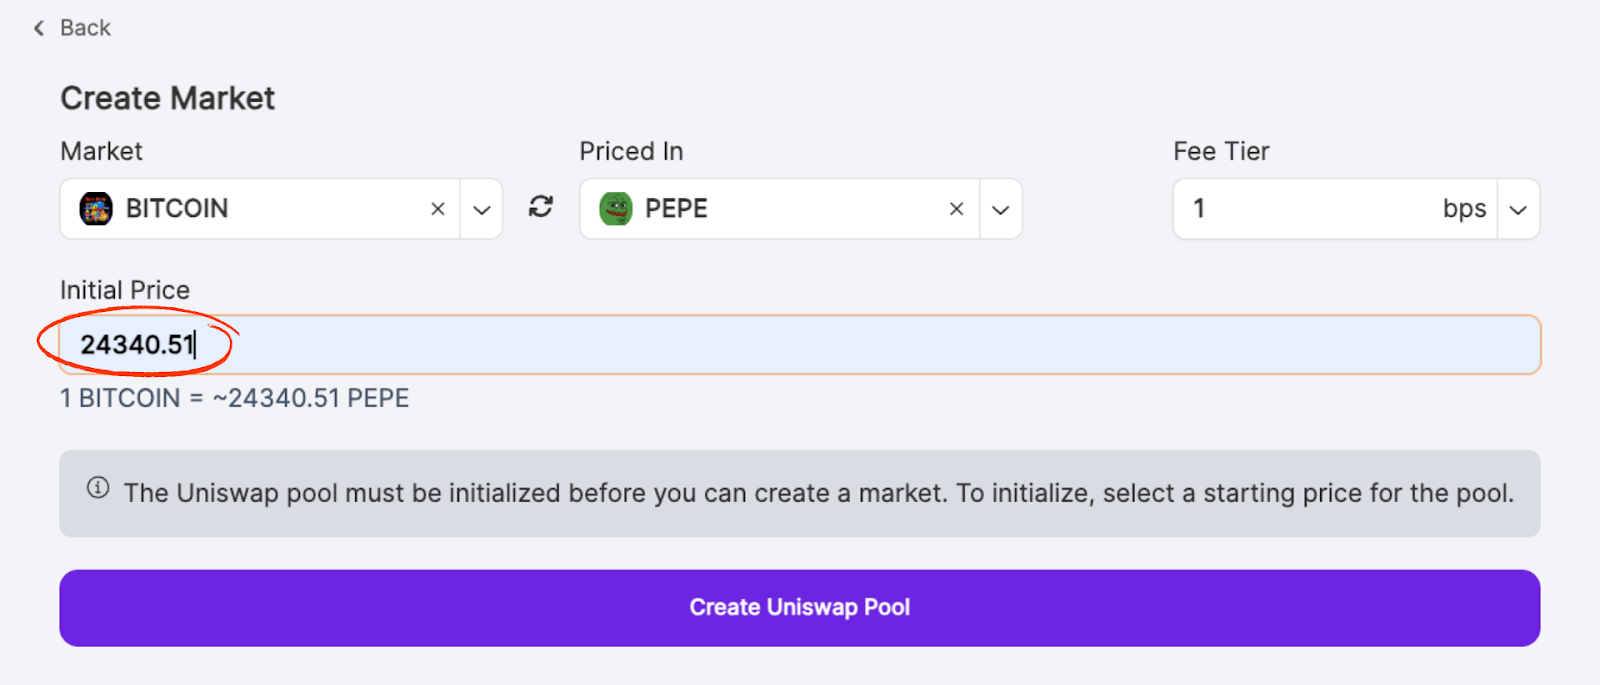 Back
Create Market
Market Priced In Fee Tier
BITCOIN PEPE 1 bps
Initial Price
24340.51
1 BITCOIN = ~24340.51 PEPE
The Uniswap pool must be initialized before you can create a market. To initialize, select a starting price for the pool.
Create Uniswap Pool